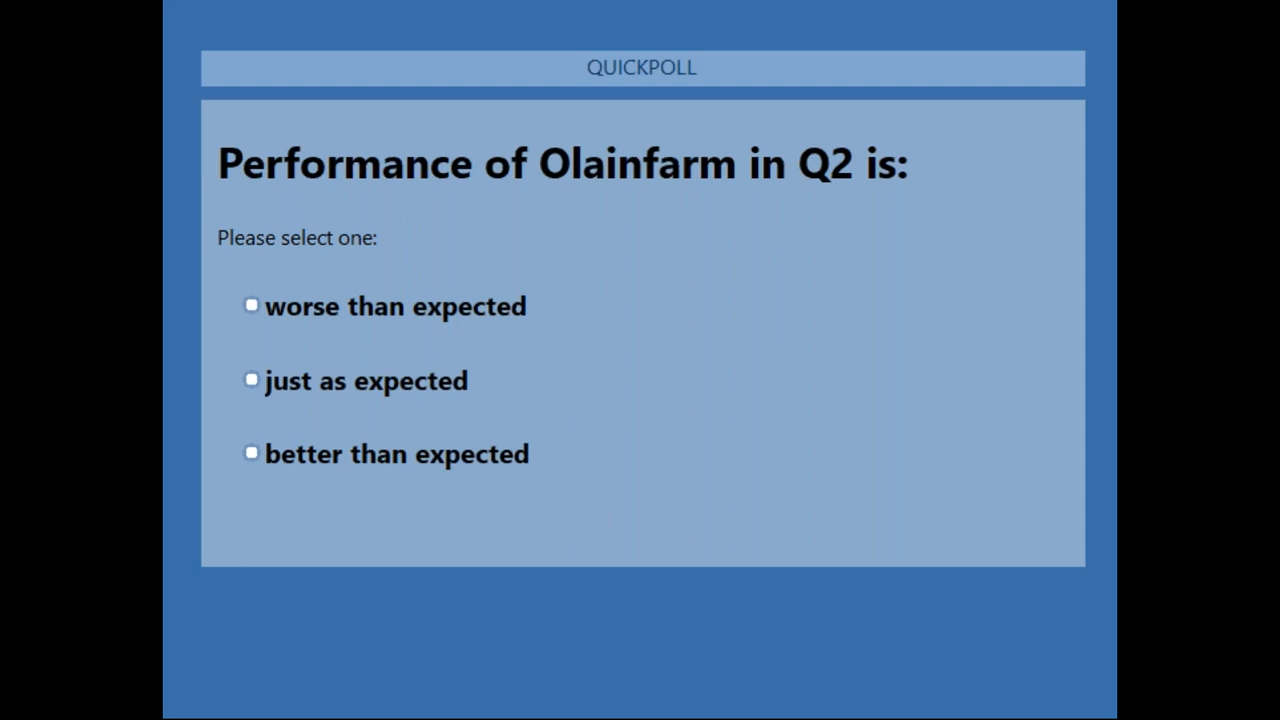 QUICKPOLL
Performance of Olainfarm in Q2 is:
Please select one:
worse than expected
just as expected
better than expected